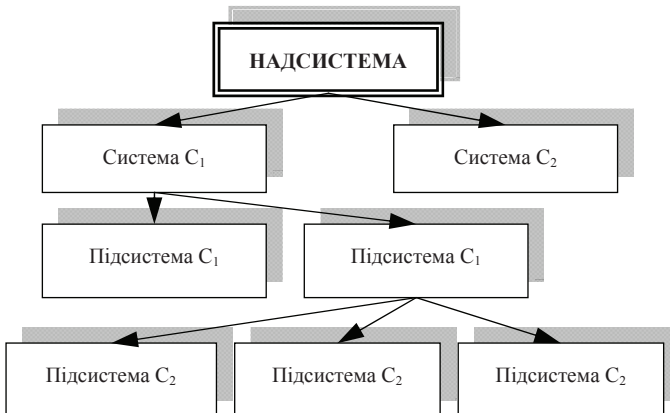 НАДСИСТЕМА
Система С₁
Система С₂
Підсистема С₁
Підсистема С₁
Підсистема С₂
Підсистема С₂
Підсистема С₂